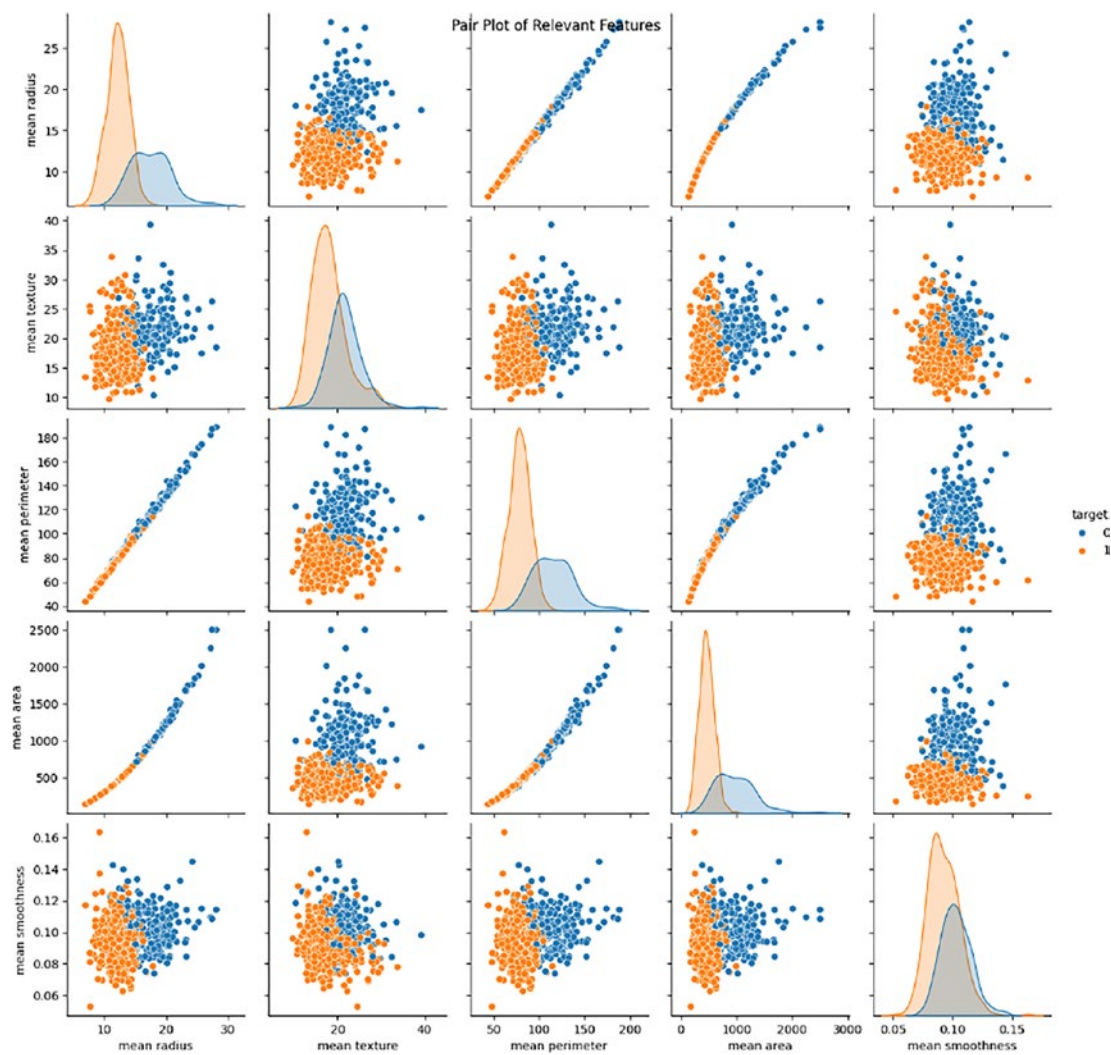 Pair Plot of Relevant Features
mean radius
25
20
15
10
mean texture
40
35
30
25
20
15
10
mean perimeter
180
160
140
120
100
80
60
40
target
0
1
mean area
2500
2000
1500
1000
500
mean smoothness
0.16
0.14
0.12
0.10
0.08
0.06
10 20 30
20 40
50 100 150 200
0 1000 2000 3000
0.05 0.10 0.15
mean radius
mean texture
mean perimeter
mean area
mean smoothness